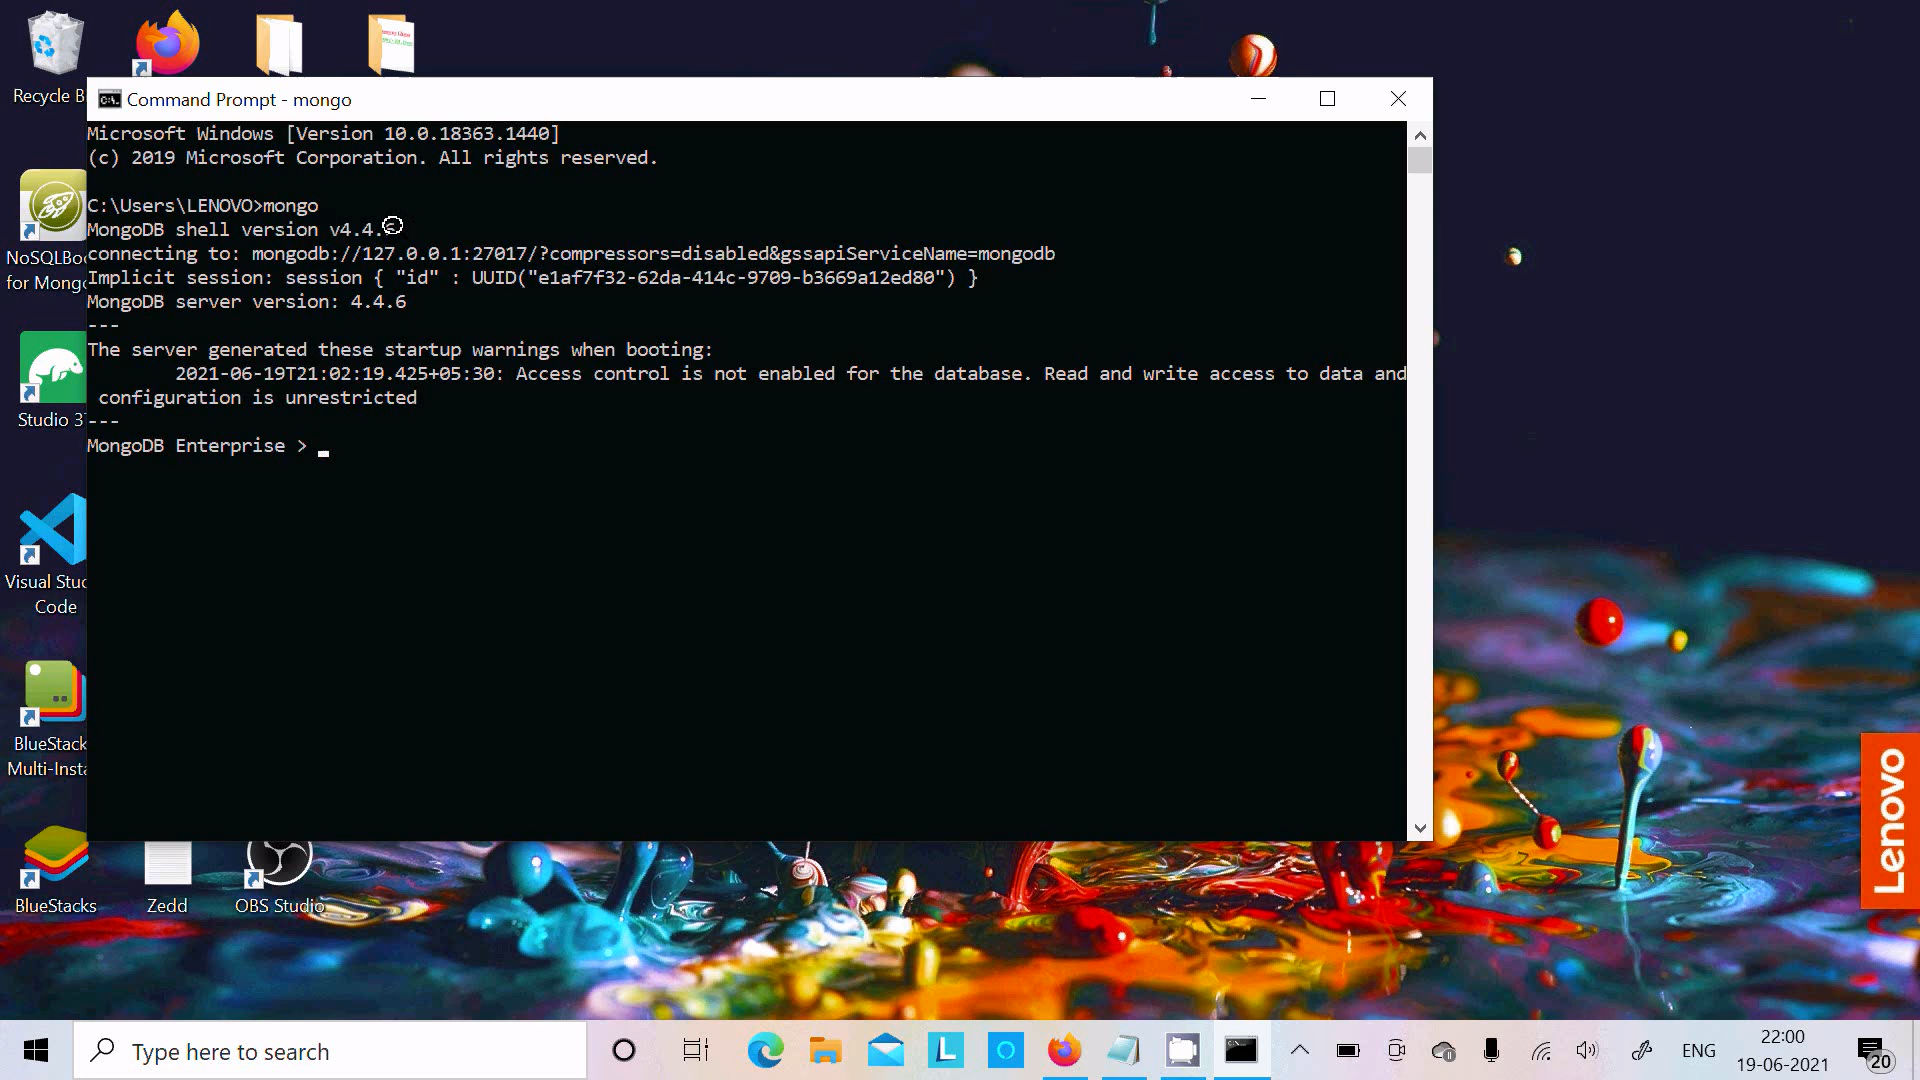 Recycle B
Command Prompt - mongo
Microsoft Windows [Version 10.0.18363.1440]
(c) 2019 Microsoft Corporation. All rights reserved.
C:\Users\LENOVO>mongo
MongoDB shell version v4.4.
connecting to: mongodb://127.0.0.1:27017/?compressors=disabled&gssapiServiceName=mongodb
Implicit session: session { "id" : UUID("e1af7f32-62da-414c-9709-b3669a12ed80") }
MongoDB server version: 4.4.6
---
The server generated these startup warnings when booting:
2021-06-19T21:02:19.425+05:30: Access control is not enabled for the database. Read and write access to data and
configuration is unrestricted
---
MongoDB Enterprise >
NoSQLBo
for Mong
Studio 3
Visual Stu
Code
BlueStack
Multi-Insta
BlueStacks
Zedd
OBS Studio
Lenovo
Type here to search
L
ENG
22:00
19-06-2021
20